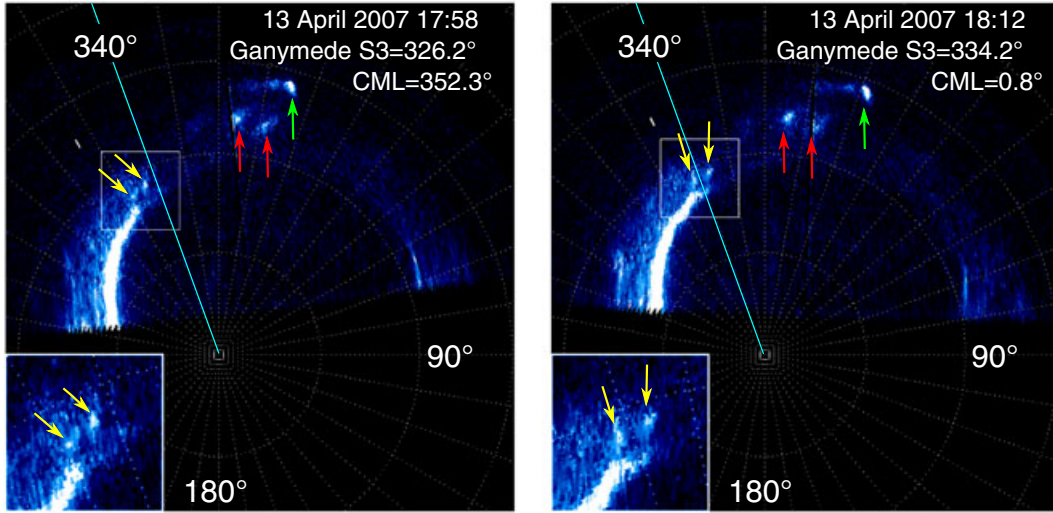 13 April 2007 17:58
340°
Ganymede S3=326.2°
CML=352.3°
90°
180°
13 April 2007 18:12
340°
Ganymede S3=334.2°
CML=0.8°
90°
180°